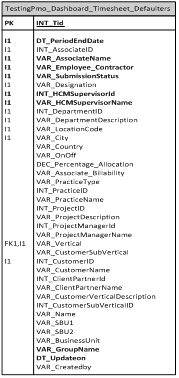 TestingPmo_Dashboard_Timesheet_Defaulters
PK INT_Tid
I1 DT_PeriodEndDate
I1 INT_AssociateID
I1 VAR_AssociateName
I1 VAR_Employee_Contractor
I1 VAR_SubmissionStatus
I1 VAR_Designation
I1 INT_HCMSupervisorId
I1 VAR_HCMSupervisorName
I1 INT_DepartmentID
I1 VAR_DepartmentDescription
I1 VAR_LocationCode
I1 VAR_City
VAR_Country
VAR_OnOff
DEC_Percentage_Allocation
VAR_Associate_Billability
VAR_PracticeType
INT_PracticeID
VAR_PracticeName
INT_ProjectID
VAR_ProjectDescription
INT_ProjectManagerId
VAR_ProjectManagerName
FK1,I1 VAR_Vertical
VAR_CustomerSubVertical
I1 INT_CustomerID
VAR_CustomerName
INT_ClientPartnerId
VAR_ClientPartnerName
VAR_CustomerVerticalDescription
INT_CustomerSubVerticalID
VAR_Name
VAR_SBU1
VAR_SBU2
VAR_BusinessUnit
VAR_GroupName
DT_Updateon
VAR_Createdby